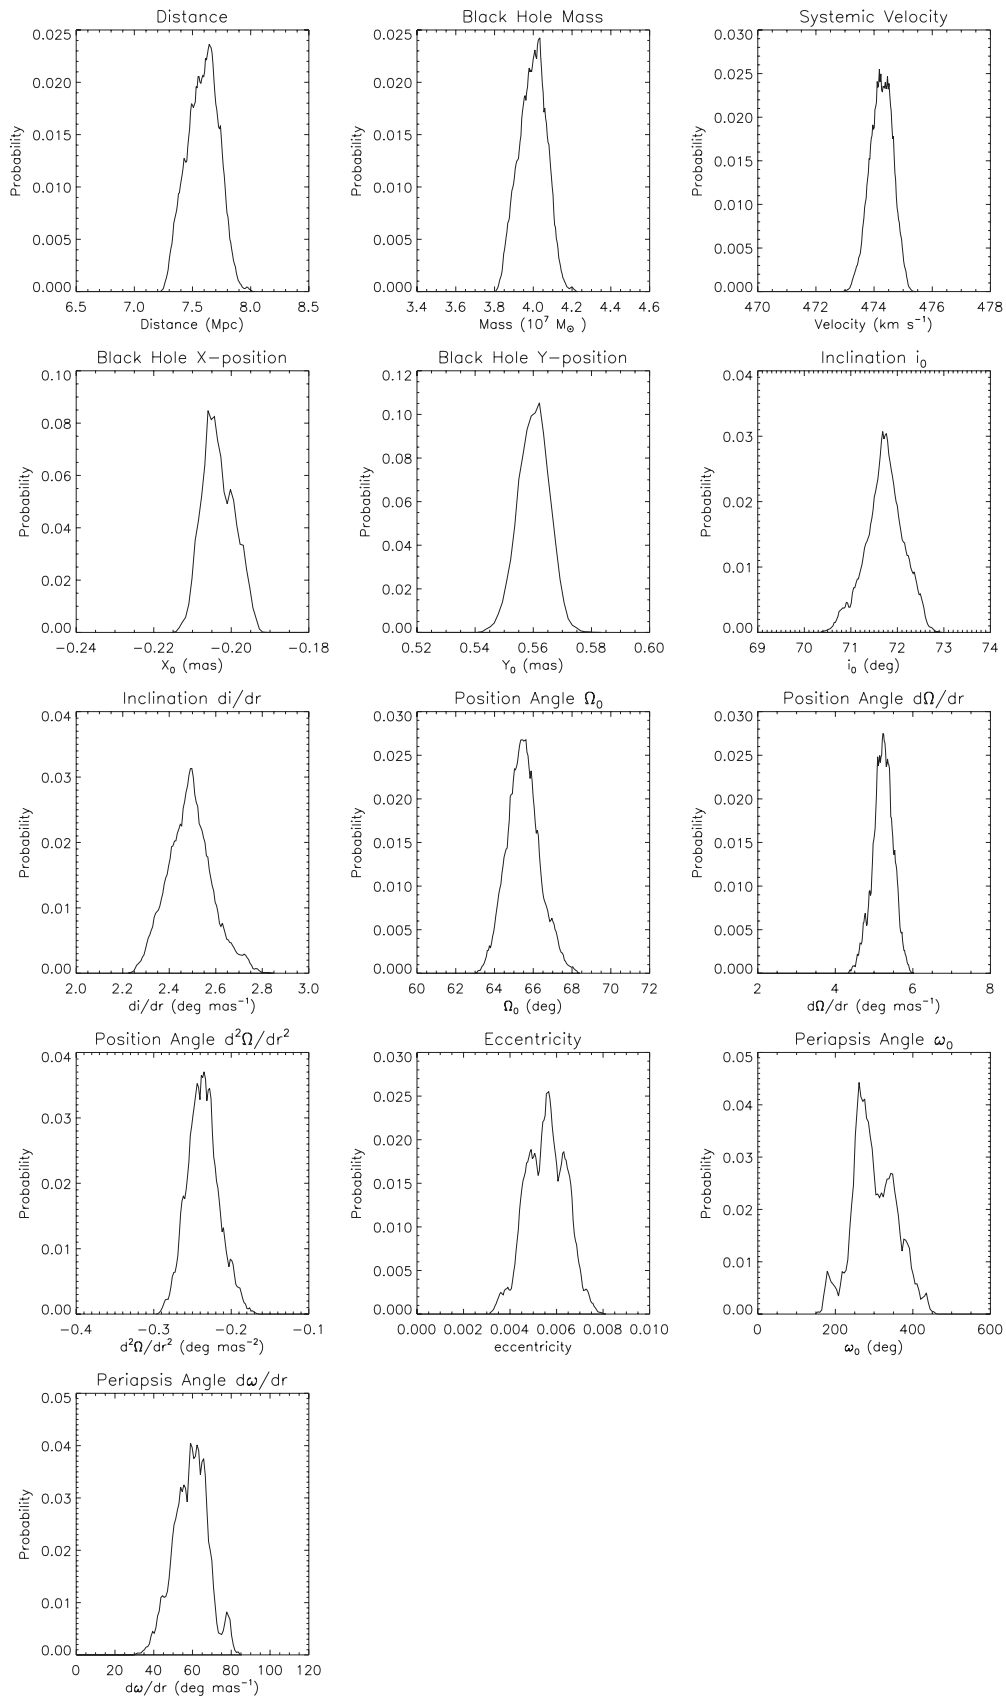 Distance
Probability
0.025
0.020
0.015
0.010
0.005
0.000
6.5 7.0 7.5 8.0 8.5
Distance (Mpc)
Black Hole Mass
Probability
0.025
0.020
0.015
0.010
0.005
0.000
3.4 3.6 3.8 4.0 4.2 4.4 4.6
Mass (10⁷ M☉)
Systemic Velocity
Probability
0.030
0.025
0.020
0.015
0.010
0.005
0.000
470 472 474 476 478
Velocity (km s⁻¹)
Black Hole X-position
Probability
0.10
0.08
0.06
0.04
0.02
0.00
-0.24 -0.22 -0.20 -0.18
X₀ (mas)
Black Hole Y-position
Probability
0.12
0.10
0.08
0.06
0.04
0.02
0.00
0.52 0.54 0.56 0.58 0.60
Y₀ (mas)
Inclination i₀
Probability
0.04
0.03
0.02
0.01
0.00
69 70 71 72 73 74
i₀ (deg)
Inclination di/dr
Probability
0.04
0.03
0.02
0.01
0.00
2.0 2.2 2.4 2.6 2.8 3.0
di/dr (deg mas⁻¹)
Position Angle Ω₀
Probability
0.030
0.025
0.020
0.015
0.010
0.005
0.000
60 62 64 66 68 70 72
Ω₀ (deg)
Position Angle dΩ/dr
Probability
0.030
0.025
0.020
0.015
0.010
0.005
0.000
2 4 6 8
dΩ/dr (deg mas⁻¹)
Position Angle d²Ω/dr²
Probability
0.04
0.03
0.02
0.01
0.00
-0.4 -0.3 -0.2 -0.1
d²Ω/dr² (deg mas⁻²)
Eccentricity
Probability
0.030
0.025
0.020
0.015
0.010
0.005
0.000
0.000 0.002 0.004 0.006 0.008 0.010
eccentricity
Periapsis Angle ω₀
Probability
0.05
0.04
0.03
0.02
0.01
0.00
0 200 400 600
ω₀ (deg)
Periapsis Angle dω/dr
Probability
0.05
0.04
0.03
0.02
0.01
0.00
0 20 40 60 80 100 120
dω/dr (deg mas⁻¹)